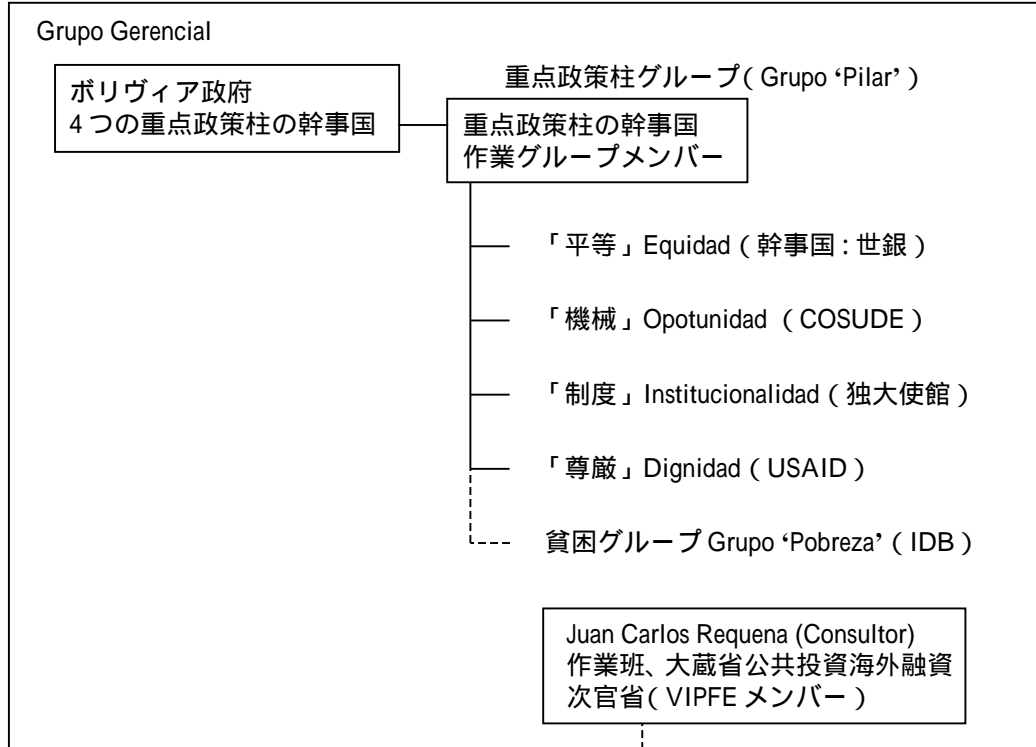 Grupo Gerencial
ボリヴィア政府
4つの重点政策柱の幹事国
重点政策柱グループ(Grupo ‘Pilar’)
重点政策柱の幹事国
作業グループメンバー
「平等」Equidad(幹事国:世銀)
「機械」Opotunidad (COSUDE)
「制度」Institucionalidad(独大使館)
「尊厳」Dignidad(USAID)
貧困グループ Grupo ‘Pobreza’(IDB)
Juan Carlos Requena (Consultor)
作業班、大蔵省公共投資海外融資
次官省(VIPFE メンバー)